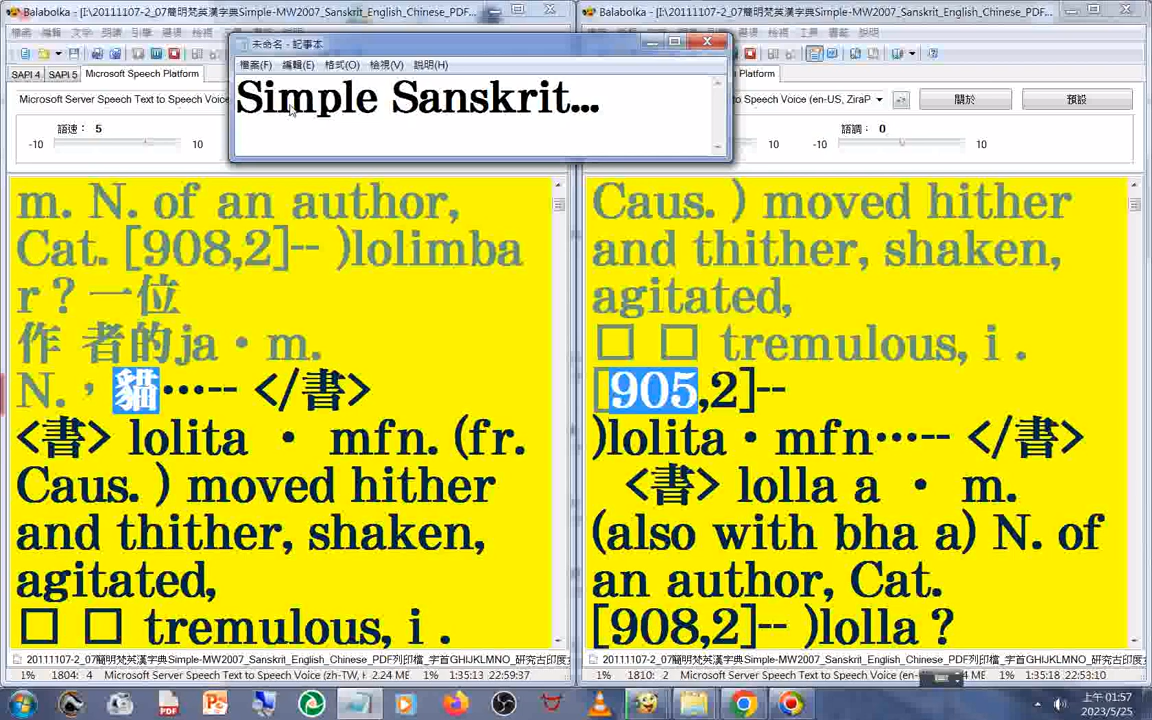 Balabolka - [I:\20111107-2_07簡明梵英漢字典Simple-MW2007_Sanskrit_English_Chinese_PDF...
Balabolka - [I:\20111107-2_07簡明梵英漢字典Simple-MW2007_Sanskrit_English_Chinese_PDF...
未命名 - 記事本
檔案(F) 編輯(E) 格式(O) 檢視(V) 說明(H)
Simple Sanskrit...
SAPI 4 SAPI 5 Microsoft Speech Platform
Platform
Microsoft Server Speech Text to Speech Voice
to Speech Voice (en-US, ZiraP
關於
預設
語速： 5
-10 10
10
語調： 0
-10 10
m. N. of an author,
Cat. [908,2]-- )lolimba
r？一位
作 者的ja・m.
N.，貓…-- </書>
<書> lolita ・ mfn. (fr.
Caus. ) moved hither
and thither, shaken,
agitated,
□ □ tremulous, i .
Caus. ) moved hither
and thither, shaken,
agitated,
□ □ tremulous, i .
[905,2]--
)lolita・mfn…-- </書>
<書> lolla a ・ m.
(also with bha a) N. of
an author, Cat.
[908,2]-- )lolla？
20111107-2_07簡明梵英漢字典Simple-MW2007_Sanskrit_English_Chinese_PDF列印檔_字首GHIJKLMNO_研究古印度
20111107-2_07簡明梵英漢字典Simple-MW2007_Sanskrit_English_Chinese_PDF列印檔_字首GHIJKLMNO_研究古印度
1% 1804: 4 Microsoft Server Speech Text to Speech Voice (zh-TW, H 2.24 ME 1% 1:35:13 22:59:37
1% 1810: 2 Microsoft Server Speech Text to Speech Voice (en- ME 1% 1:35:18 22:53:10
上午 01:57
2023/5/25